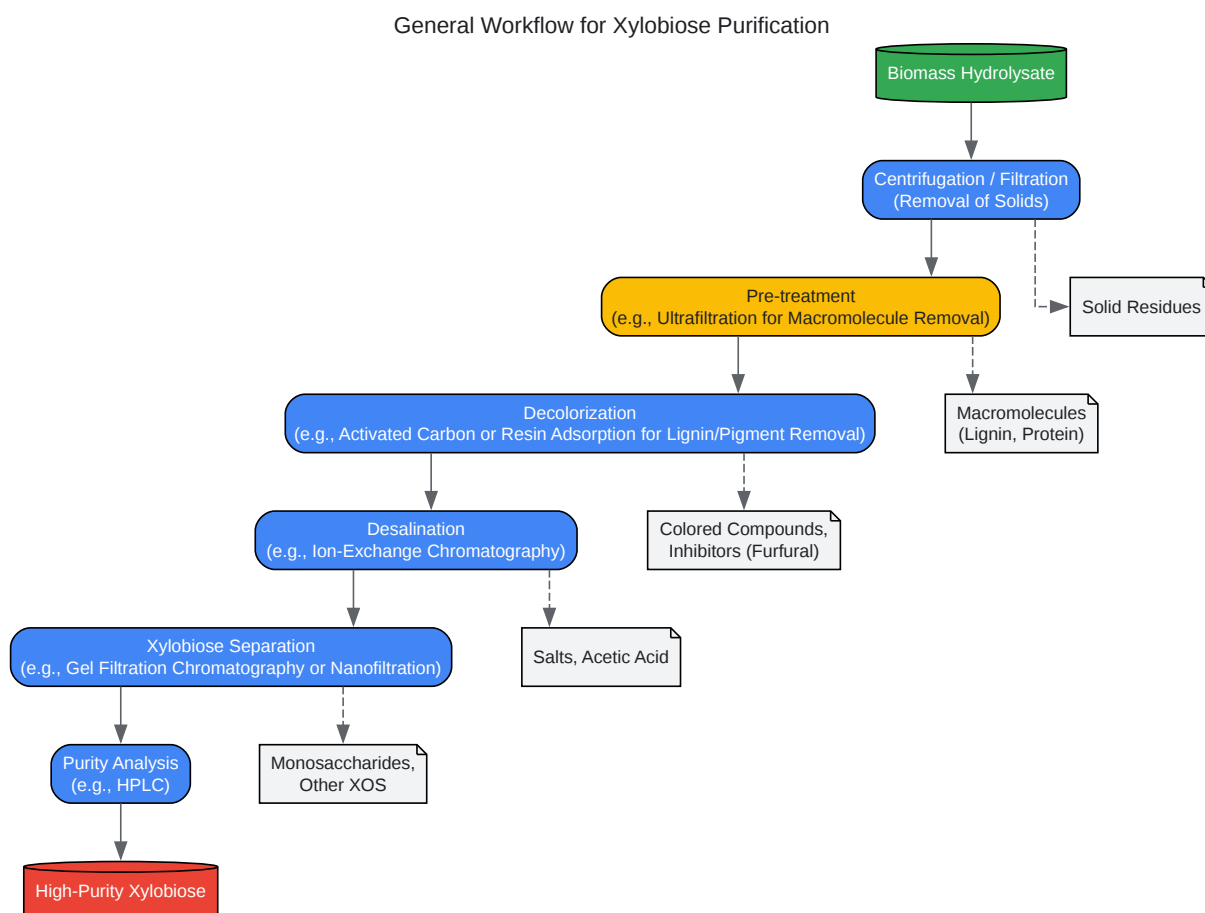 General Workflow for Xylobiose Purification
Biomass Hydrolysate
Centrifugation / Filtration
(Removal of Solids)
Pre-treatment
(e.g., Ultrafiltration for Macromolecule Removal)
Solid Residues
Decolorization
(e.g., Activated Carbon or Resin Adsorption for Lignin/Pigment Removal)
Macromolecules
(Lignin, Protein)
Desalination
(e.g., Ion-Exchange Chromatography)
Colored Compounds,
Inhibitors (Furfural)
Xylobiose Separation
(e.g., Gel Filtration Chromatography or Nanofiltration)
Salts, Acetic Acid
Purity Analysis
(e.g., HPLC)
Monosaccharides,
Other XOS
High-Purity Xylobiose